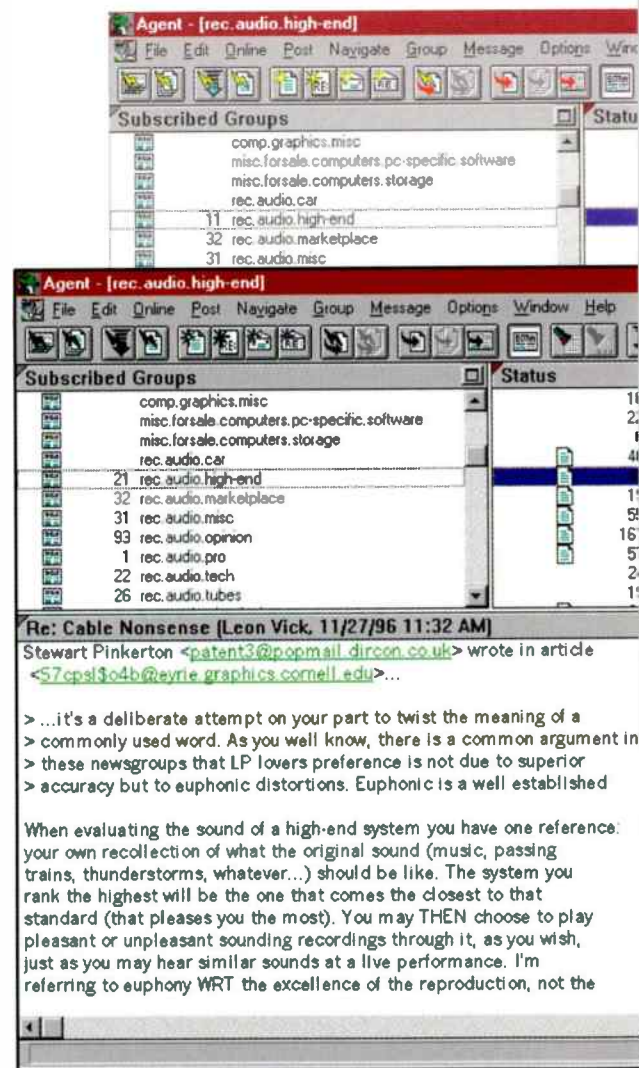 Agent - [rec.audio.high-end]
File Edit Online Post Navigate Group Message Options
Subscribed Groups
comp.graphics.misc
misc.forsale.computers.pc-specific.software
misc.forsale.computers.storage
rec.audio.car
11 rec.audio.high-end
32 rec.audio.marketplace
31 rec.audio.misc
Agent - [rec.audio.high-end]
File Edit Online Post Navigate Group Message Options Window Help
Subscribed Groups Status
comp.graphics.misc
misc.forsale.computers.pc-specific.software
misc.forsale.computers.storage
rec.audio.car
21 rec.audio.high-end
32 rec.audio.marketplace
31 rec.audio.misc
93 rec.audio.opinion
1 rec.audio.pro
22 rec.audio.tech
26 rec.audio.tubes
Re: Cable Nonsense (Leon Vick, 11/27/96 11:32 AM)
Stewart Pinkerton <patent3@popmail.dircon.co.uk> wrote in article
<57cpsl$o4b@eyrie.graphics.cornell.edu>...
> ...it's a deliberate attempt on your part to twist the meaning of a
> commonly used word. As you well know, there is a common argument in
> these newsgroups that LP lovers preference is not due to superior
> accuracy but to euphonic distortions. Euphonic is a well established
When evaluating the sound of a high-end system you have one reference:
your own recollection of what the original sound (music, passing
trains, thunderstorms, whatever...) should be like. The system you
rank the highest will be the one that comes the closest to that
standard (that pleases you the most). You may THEN choose to play
pleasant or unpleasant sounding recordings through it, as you wish,
just as you may hear similar sounds at a live performance. I'm
referring to euphony WRT the excellence of the reproduction, not the